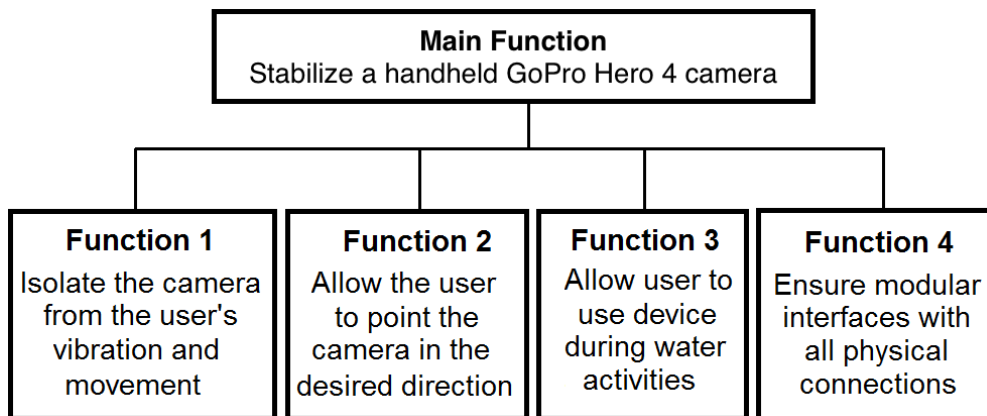 Main Function
Stabilize a handheld GoPro Hero 4 camera
Function 1
Isolate the camera
from the user's
vibration and
movement
Function 2
Allow the user
to point the
camera in the
desired direction
Function 3
Allow user to
use device
during water
activities
Function 4
Ensure modular
interfaces with
all physical
connections